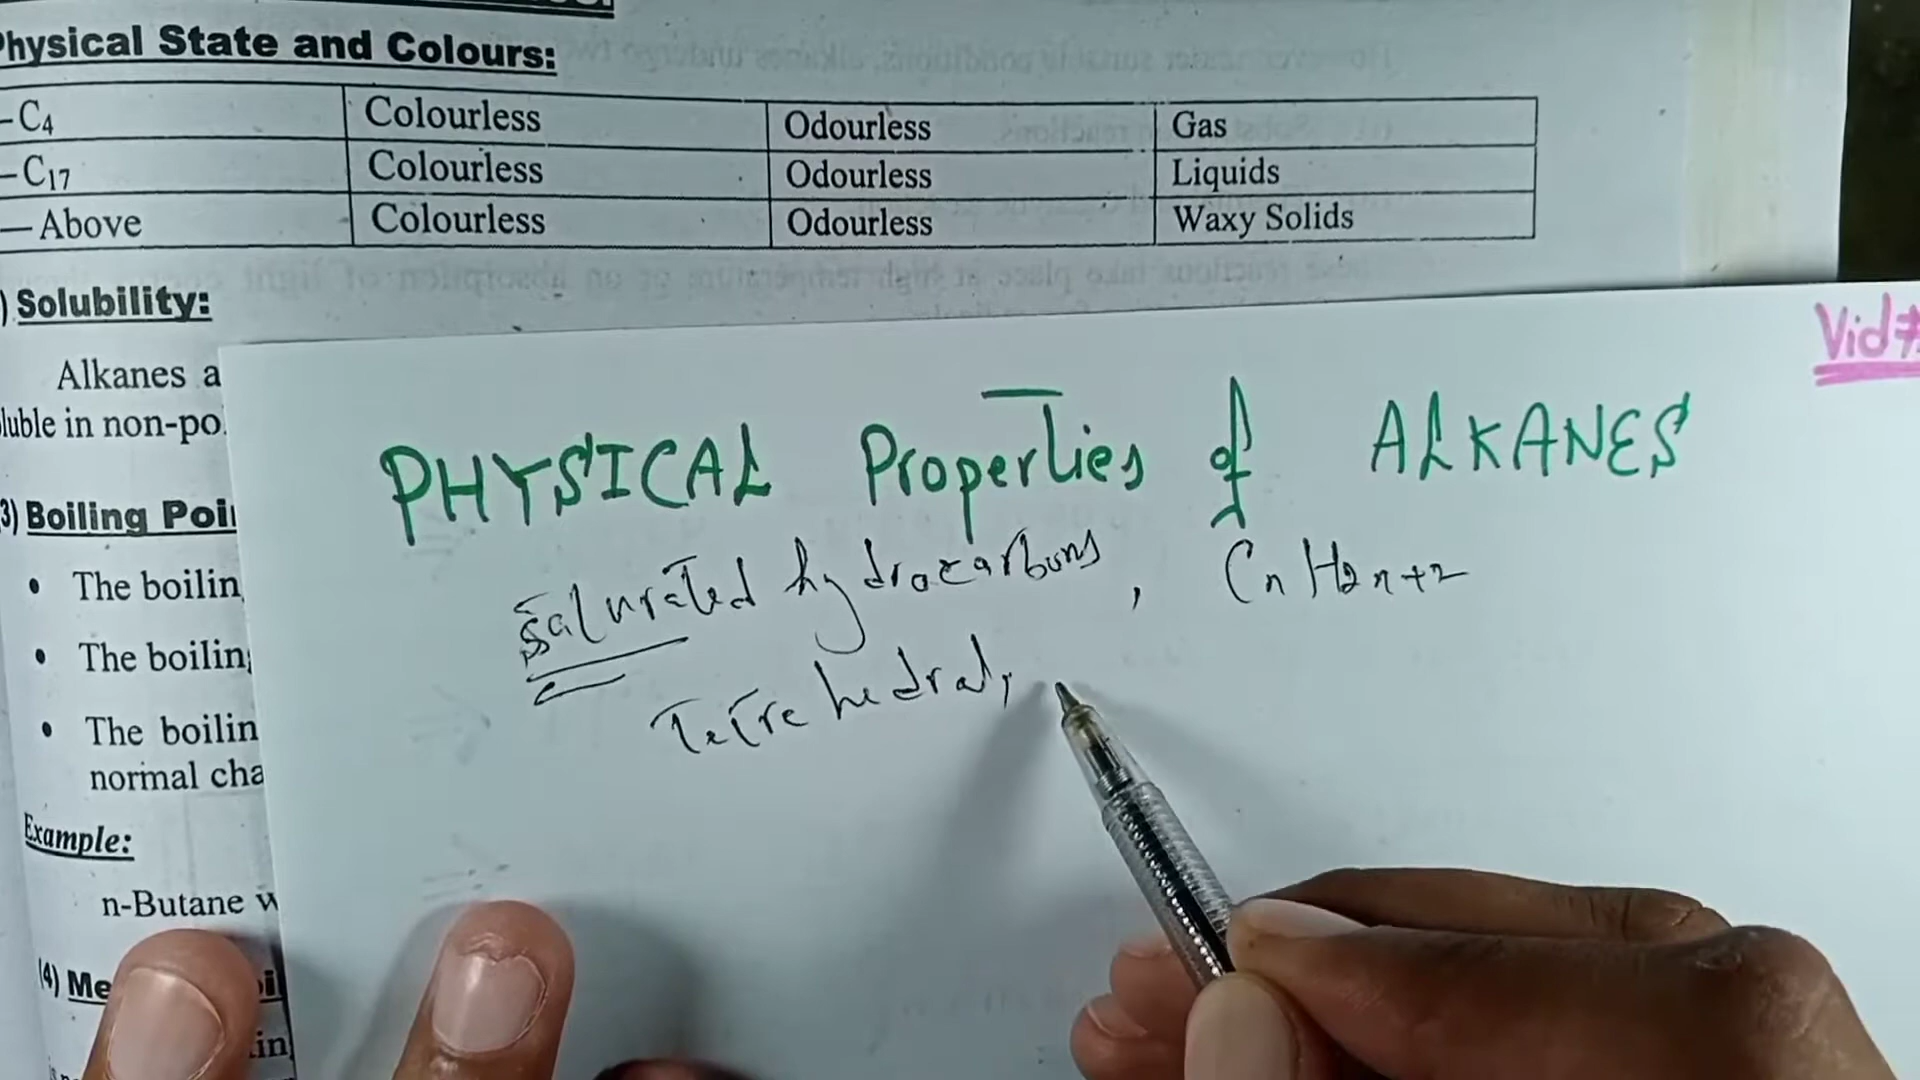 Physical State and Colours:
–C4 Colourless Odourless Gas
–C17 Colourless Odourless Liquids
— Above Colourless Odourless Waxy Solids
) Solubility:
Alkanes a
luble in non-po
3) Boiling Poi
• The boilin
• The boilin
• The boilin
normal cha
Example:
n-Butane w
(4) Me
in
Vid #
PHYSICAL Properties of ALKANES
Saturated hydrocarbons, CnH2n+2
Tetrahedral,